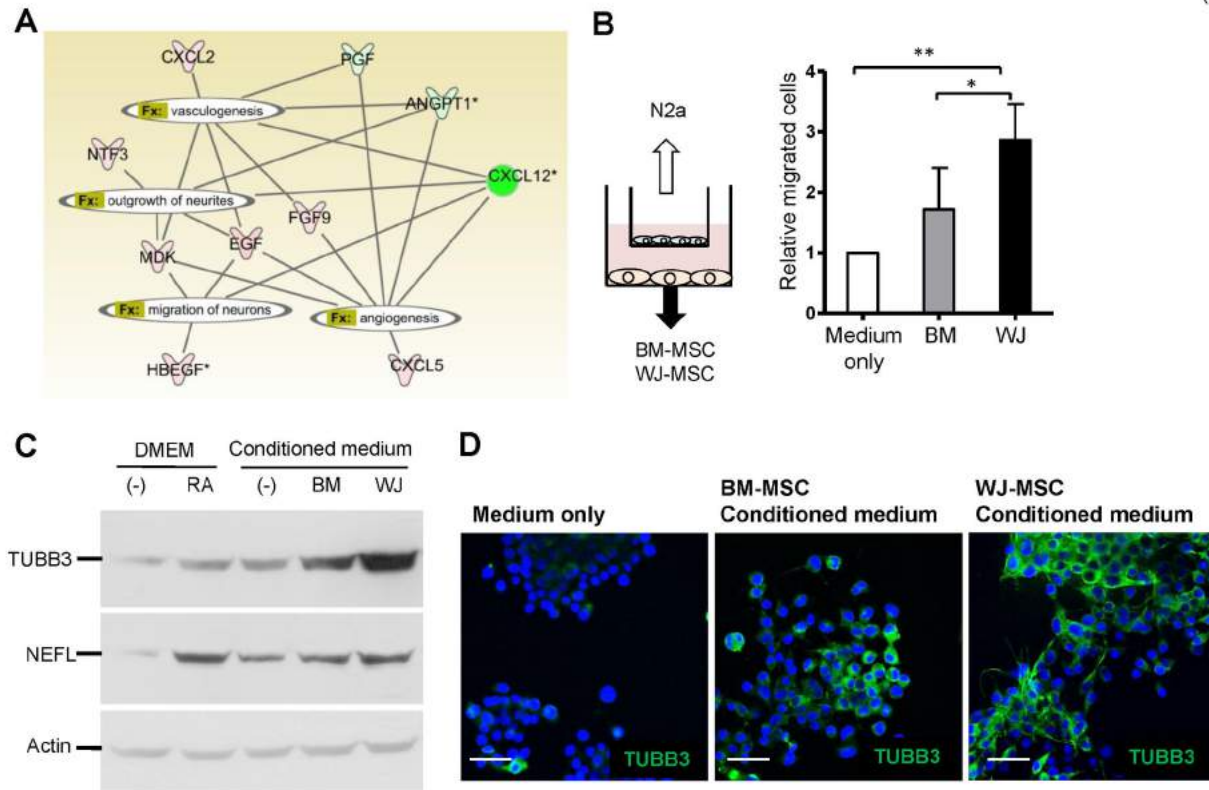 A
CXCL2
PGF
Fx: vasculogenesis
ANGPT1*
NTF3
CXCL12*
Fx: outgrowth of neurites
FGF9
MDK
EGF
Fx: migration of neurons
Fx: angiogenesis
HBEGF*
CXCL5
B
N2a
BM-MSC
WJ-MSC
Relative migrated cells
4
3
2
1
0
**
*
Medium only
BM
WJ
C
DMEM
Conditioned medium
(-)
RA
(-)
BM
WJ
TUBB3
NEFL
Actin
D
Medium only
BM-MSC
Conditioned medium
WJ-MSC
Conditioned medium
TUBB3
TUBB3
TUBB3